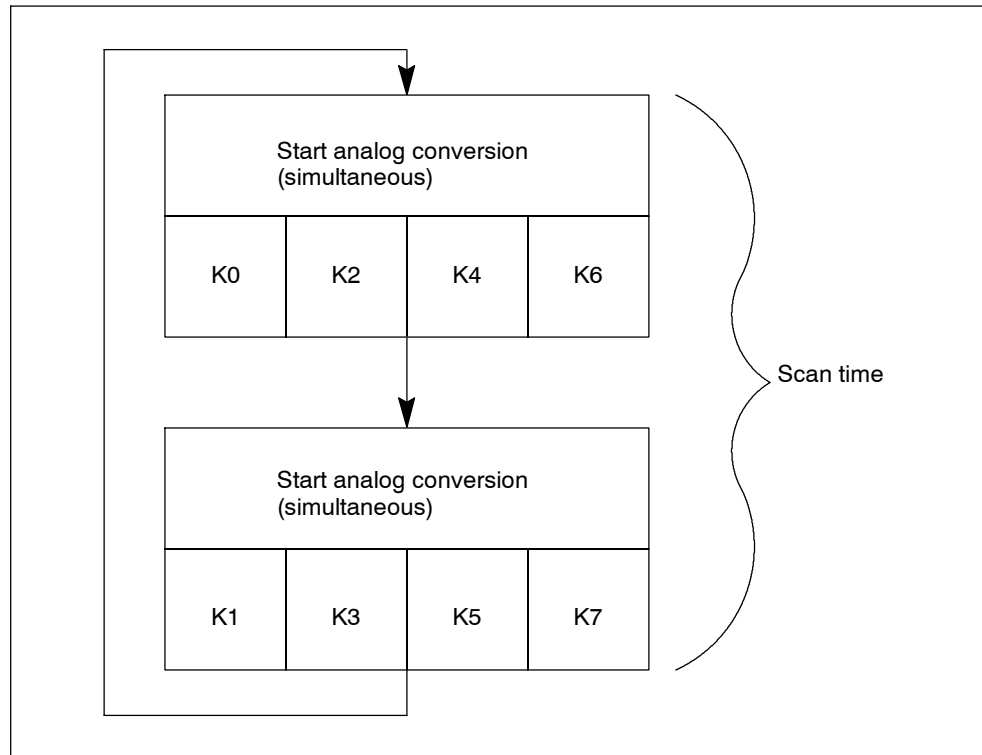 Start analog conversion
(simultaneous)
K0 K2 K4 K6
Scan time
Start analog conversion
(simultaneous)
K1 K3 K5 K7